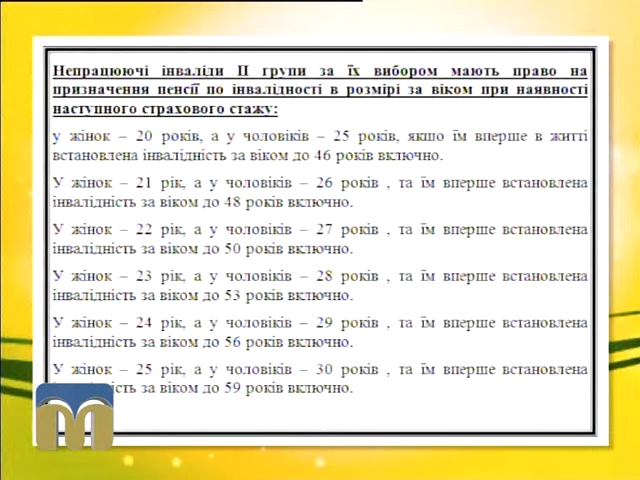 Непрацюючі інваліди ІІ групи за їх вибором мають право на
призначення пенсії по інвалідності в розмірі за віком при наявності
наступного страхового стажу:
у жінок – 20 років, а у чоловіків – 25 років, якщо їм вперше в житті
встановлена інвалідність за віком до 46 років включно.
У жінок – 21 рік, а у чоловіків – 26 років , та їм вперше встановлена
інвалідність за віком до 48 років включно.
У жінок – 22 рік, а у чоловіків – 27 років , та їм вперше встановлена
інвалідність за віком до 50 років включно.
У жінок – 23 рік, а у чоловіків – 28 років , та їм вперше встановлена
інвалідність за віком до 53 років включно.
У жінок – 24 рік, а у чоловіків – 29 років , та їм вперше встановлена
інвалідність за віком до 56 років включно.
У жінок – 25 рік, а у чоловіків – 30 років , та їм вперше встановлена
за віком до 59 років включно.